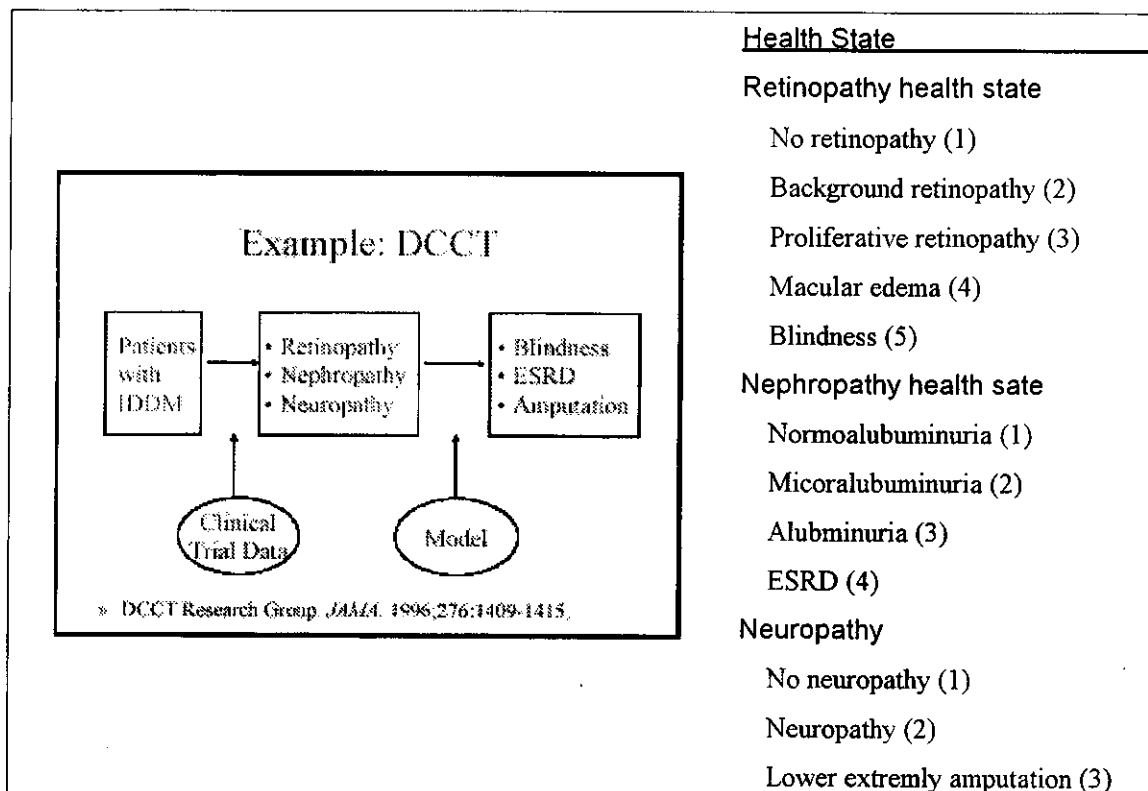 Example: DCCT
Patients
with
IDDM
• Retinopathy
• Nephropathy
• Neuropathy
• Blindness
• ESRD
• Amputation
Clinical
Trial Data
Model
» DCCT Research Group. JAMA. 1996;276:1409-1415.
Health State
Retinopathy health state
No retinopathy (1)
Background retinopathy (2)
Proliferative retinopathy (3)
Macular edema (4)
Blindness (5)
Nephropathy health sate
Normoalubuminuria (1)
Micoralubuminuria (2)
Alubminuria (3)
ESRD (4)
Neuropathy
No neuropathy (1)
Neuropathy (2)
Lower extremly amputation (3)